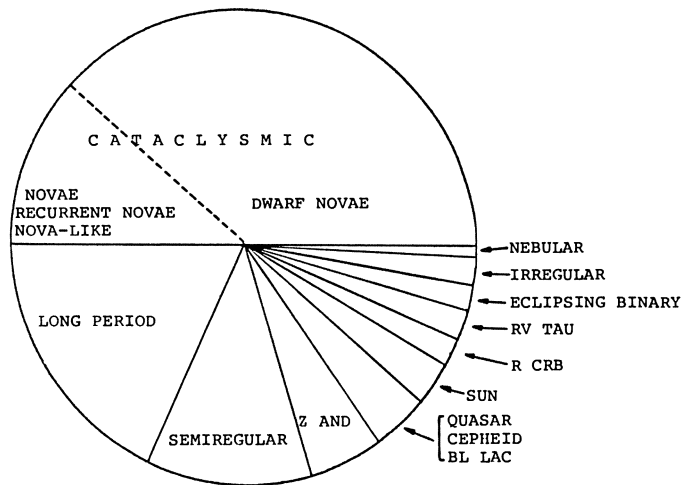 CATACLYSMIC
NOVAE
RECURRENT NOVAE
NOVA-LIKE
DWARF NOVAE
NEBULAR
IRREGULAR
ECLIPSING BINARY
RV TAU
R CRB
SUN
QUASAR
CEPHEID
BL LAC
Z AND
SEMIREGULAR
LONG PERIOD